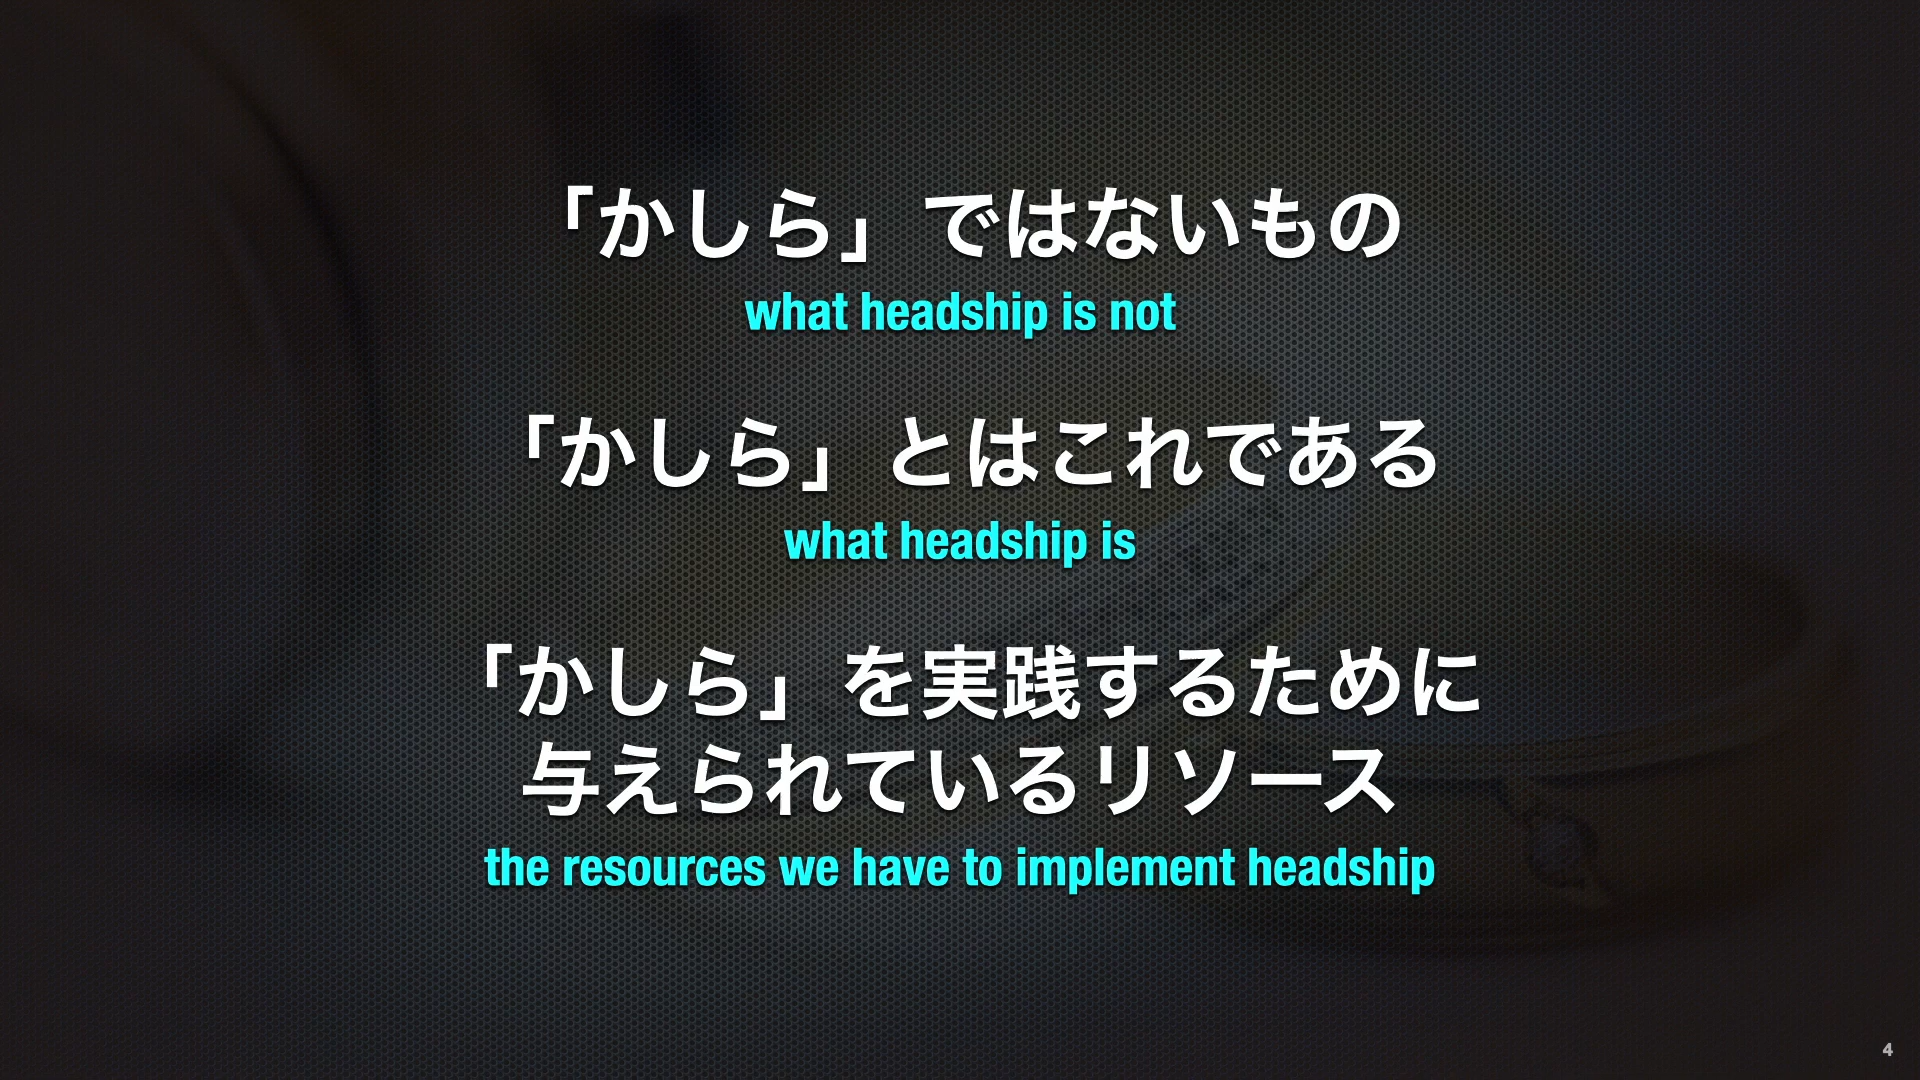 「かしら」ではないもの
what headship is not
「かしら」とはこれである
what headship is
「かしら」を実践するために
与えられているリソース
the resources we have to implement headship
4